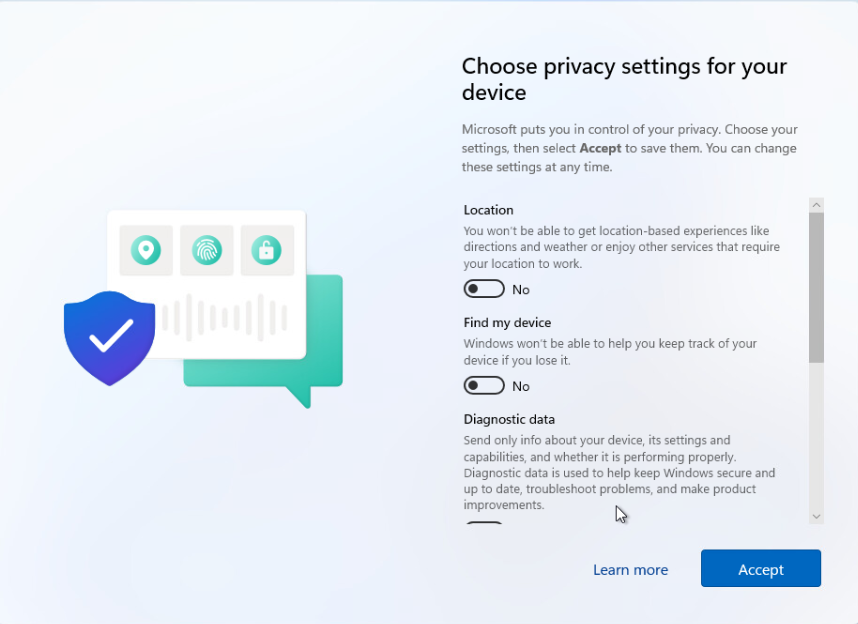 Choose privacy settings for your
device
Microsoft puts you in control of your privacy. Choose your
settings, then select Accept to save them. You can change
these settings at any time.
Location
You won't be able to get location-based experiences like
directions and weather or enjoy other services that require
your location to work.
No
Find my device
Windows won't be able to help you keep track of your
device if you lose it.
No
Diagnostic data
Send only info about your device, its settings and
capabilities, and whether it is performing properly.
Diagnostic data is used to help keep Windows secure and
up to date, troubleshoot problems, and make product
improvements.
Learn more
Accept